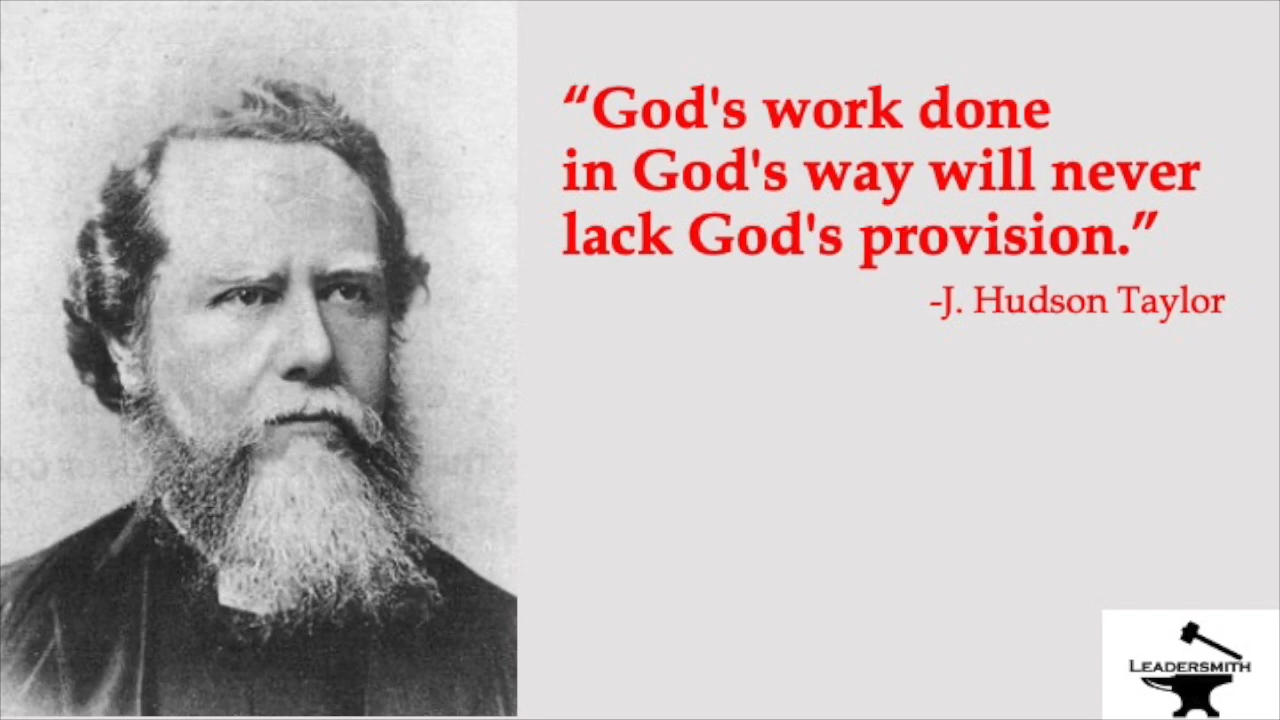 “God's work done
in God's way will never
lack God's provision.”
-J. Hudson Taylor
LEADERSMITH